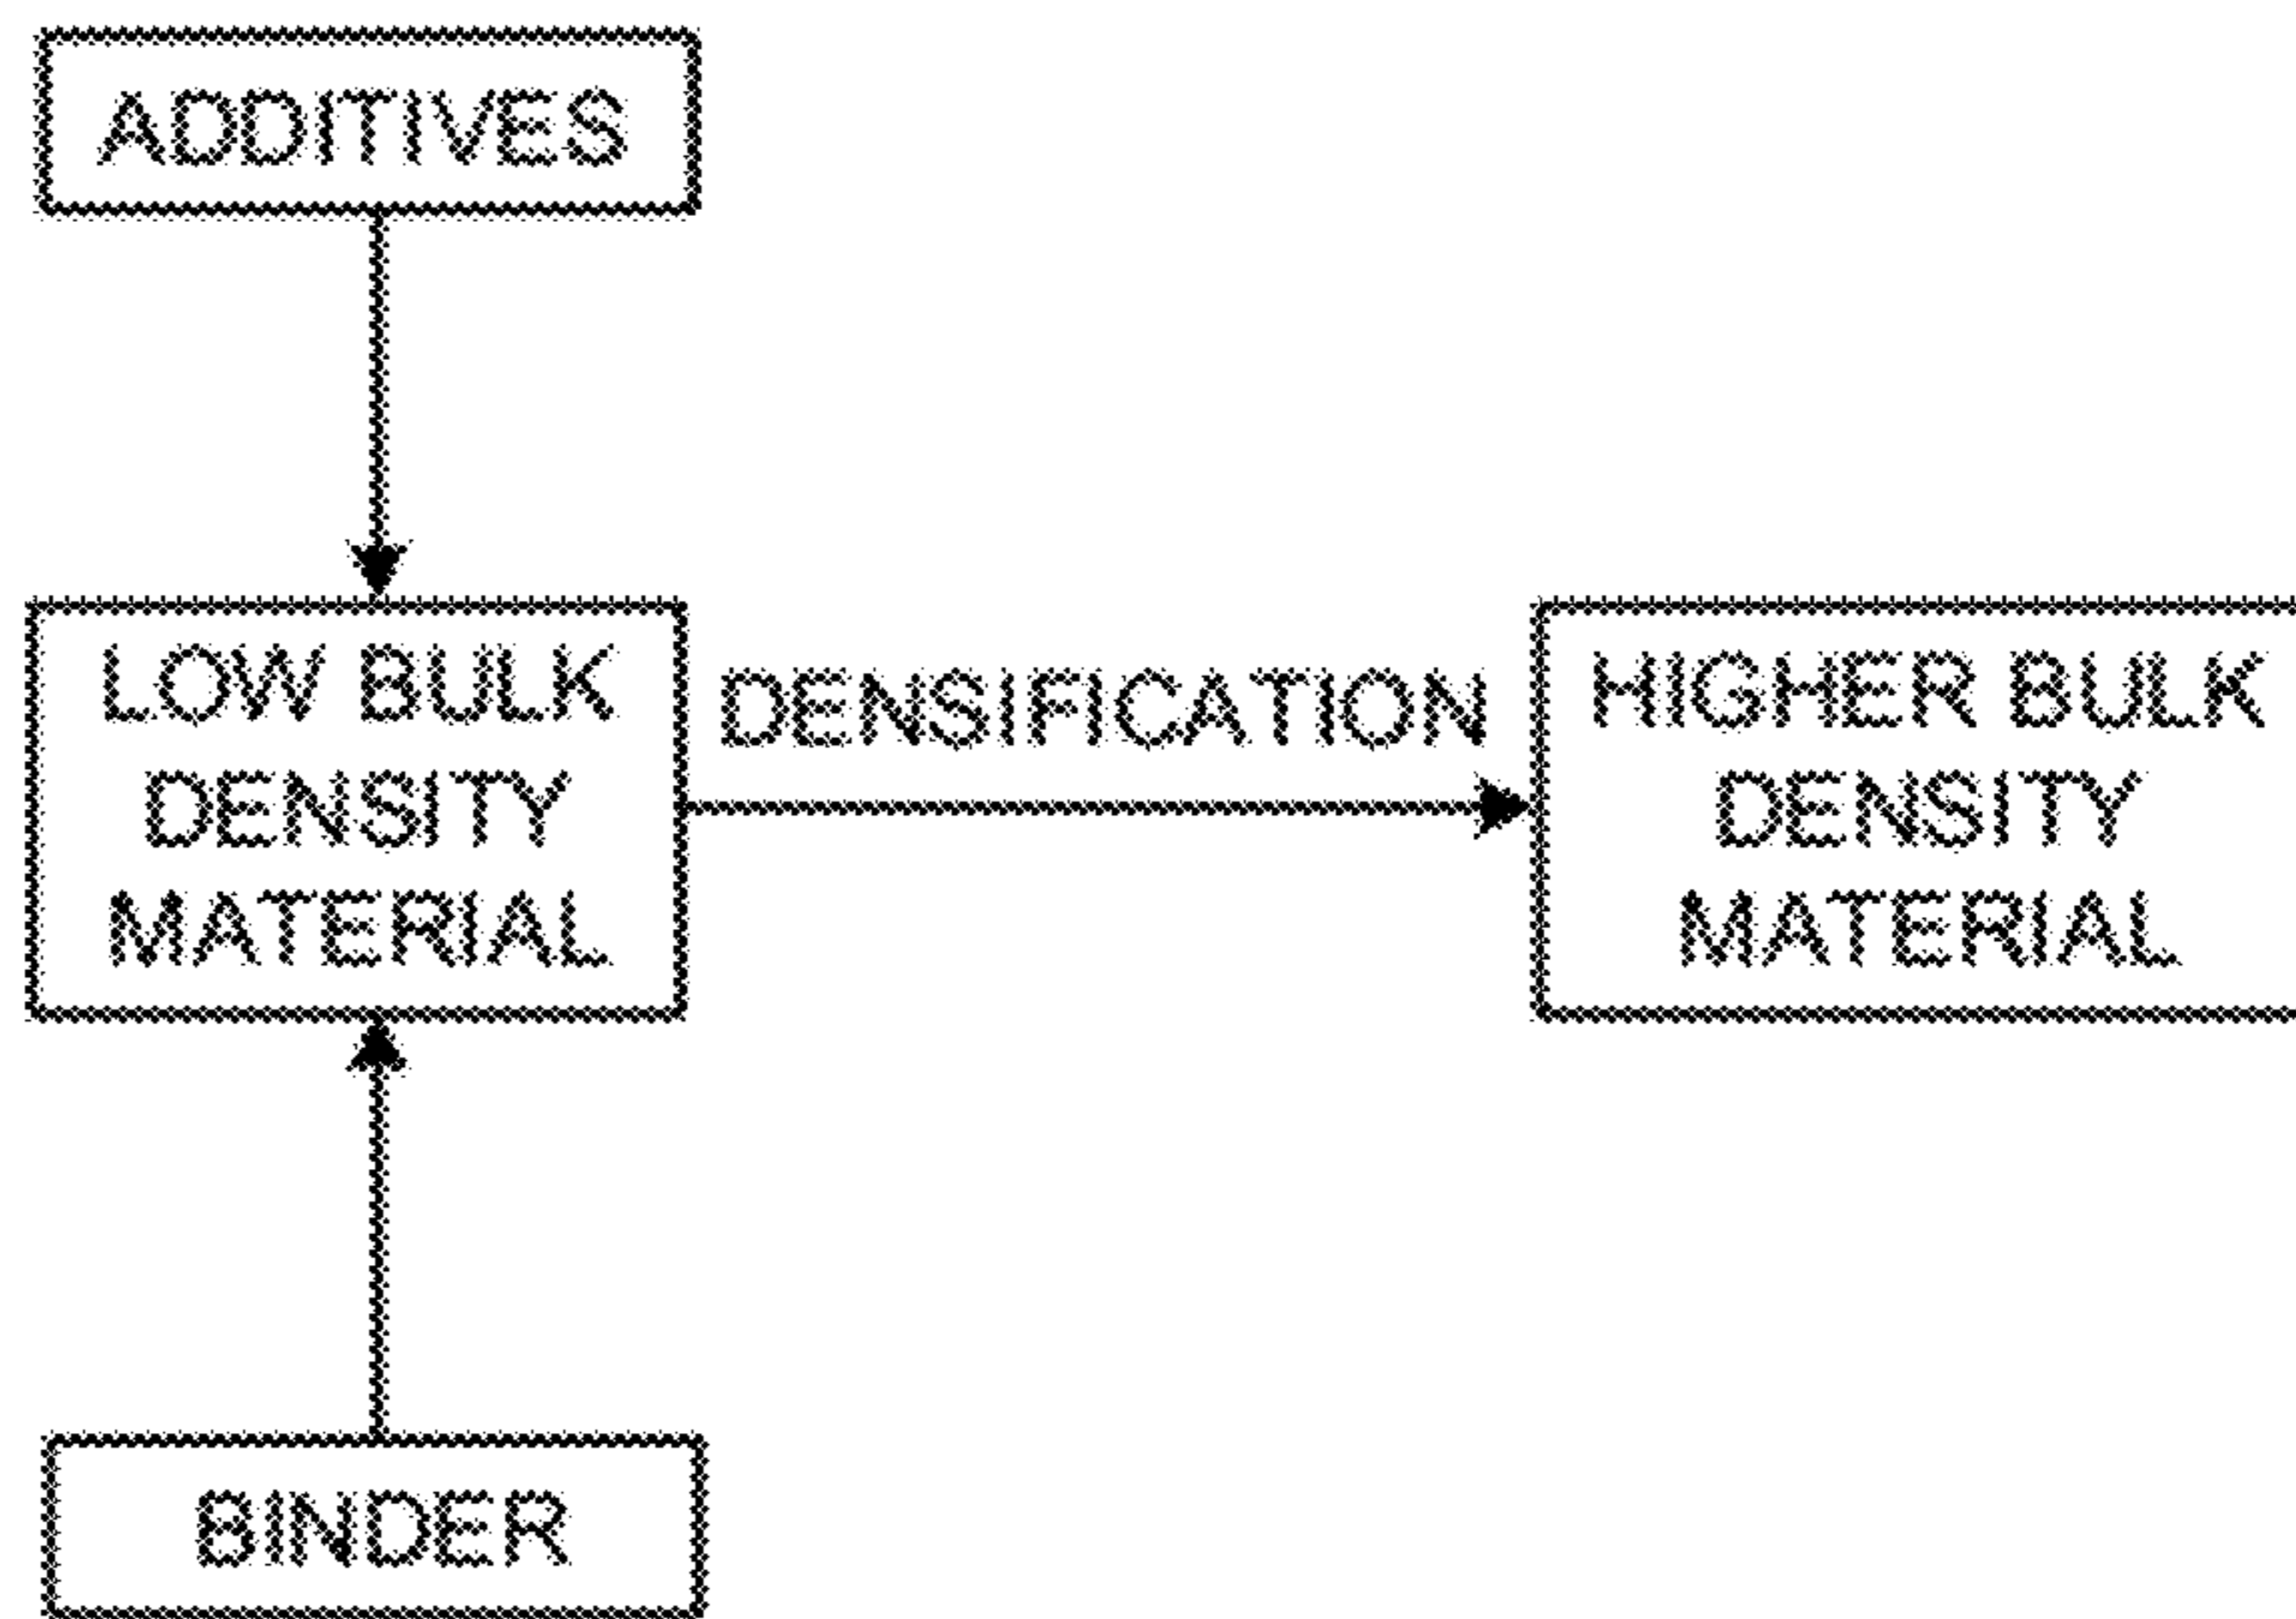 ADDITIVES
LOW BULK
DENSITY
MATERIAL
DENSIFICATION
HIGHER BULK
DENSITY
MATERIAL
BINDER